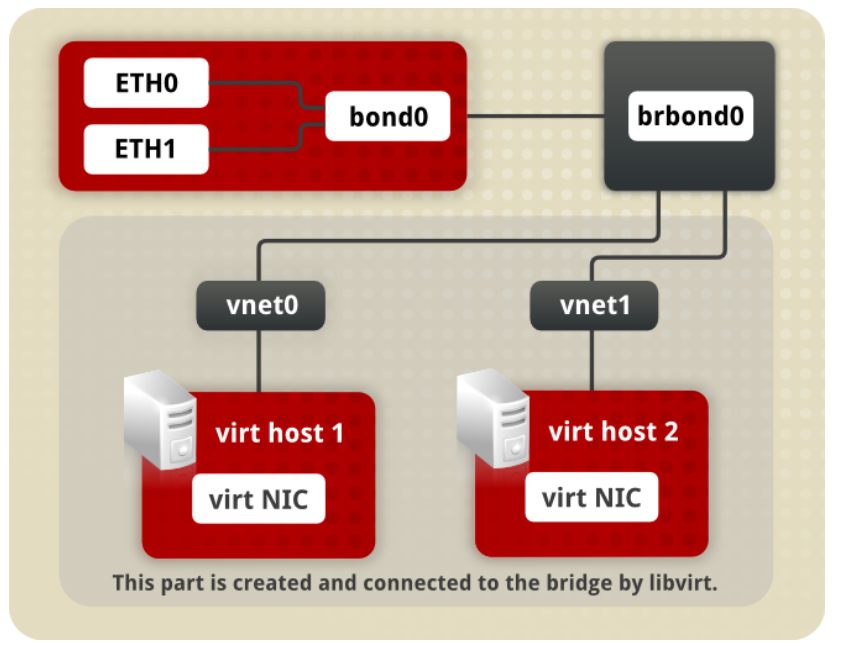 ETH0
ETH1
bond0
brbond0
vnet0
vnet1
virt host 1
virt NIC
virt host 2
virt NIC
This part is created and connected to the bridge by libvirt.